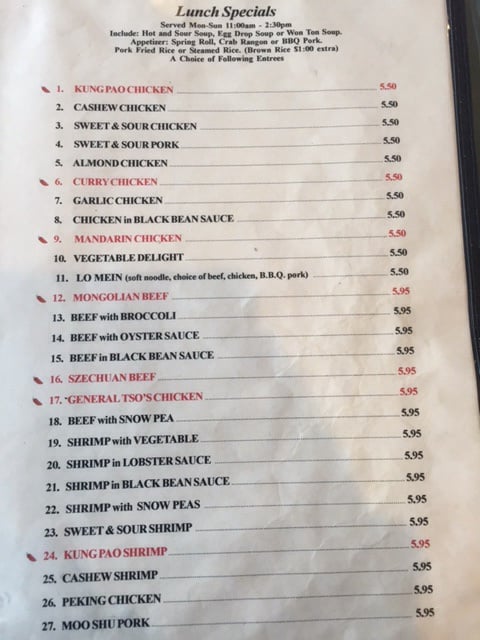 Lunch Specials
Served Mon-Sun 11:00am - 2:30pm
Include: Hot and Sour Soup, Egg Drop Soup or Won Ton Soup.
Appetizer: Spring Roll, Crab Rangon or BBQ Pork.
Pork Fried Rice or Steamed Rice. (Brown Rice $1:00 extra)
A Choice of Following Entrees
1. KUNG PAO CHICKEN 5.50
2. CASHEW CHICKEN 5.50
3. SWEET & SOUR CHICKEN 5.50
4. SWEET & SOUR PORK 5.50
5. ALMOND CHICKEN 5.50
6. CURRY CHICKEN 5.50
7. GARLIC CHICKEN 5.50
8. CHICKEN in BLACK BEAN SAUCE 5.50
9. MANDARIN CHICKEN 5.50
10. VEGETABLE DELIGHT 5.50
11. LO MEIN (soft noodle, choice of beef, chicken, B.B.Q. pork) 5.50
12. MONGOLIAN BEEF 5.95
13. BEEF with BROCCOLI 5.95
14. BEEF with OYSTER SAUCE 5.95
15. BEEF in BLACK BEAN SAUCE 5.95
16. SZECHUAN BEEF 5.95
17. GENERAL TSO'S CHICKEN 5.95
18. BEEF with SNOW PEA 5.95
19. SHRIMP with VEGETABLE 5.95
20. SHRIMP in LOBSTER SAUCE 5.95
21. SHRIMP in BLACK BEAN SAUCE 5.95
22. SHRIMP with SNOW PEAS 5.95
23. SWEET & SOUR SHRIMP 5.95
24. KUNG PAO SHRIMP 5.95
25. CASHEW SHRIMP 5.95
26. PEKING CHICKEN 5.95
27. MOO SHU PORK 5.95